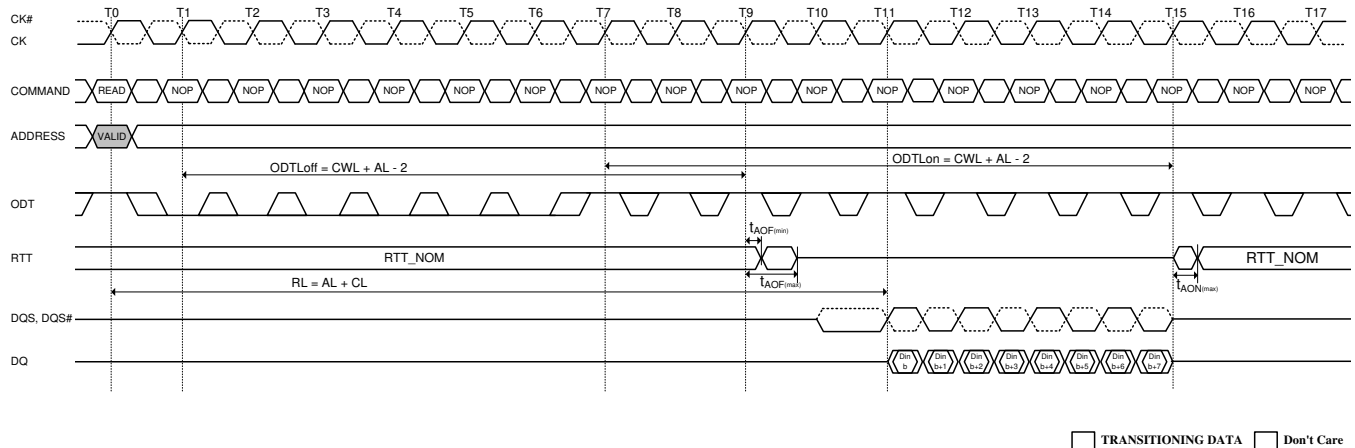 T0 T1 T2 T3 T4 T5 T6 T7 T8 T9 T10 T11 T12 T13 T14 T15 T16 T17
CK#
CK
COMMAND READ NOP NOP NOP NOP NOP NOP NOP NOP NOP NOP NOP NOP NOP NOP NOP NOP NOP
ADDRESS VALID
ODTLoff = CWL + AL - 2 ODTLon = CWL + AL - 2
ODT
tAOF(min)
RTT RTT_NOM RTT_NOM
tAOF(max) tAON(max)
RL = AL + CL
DQS, DQS#
DQ Din b Din b+1 Din b+2 Din b+3 Din b+4 Din b+5 Din b+6 Din b+7
TRANSITIONING DATA Don't Care